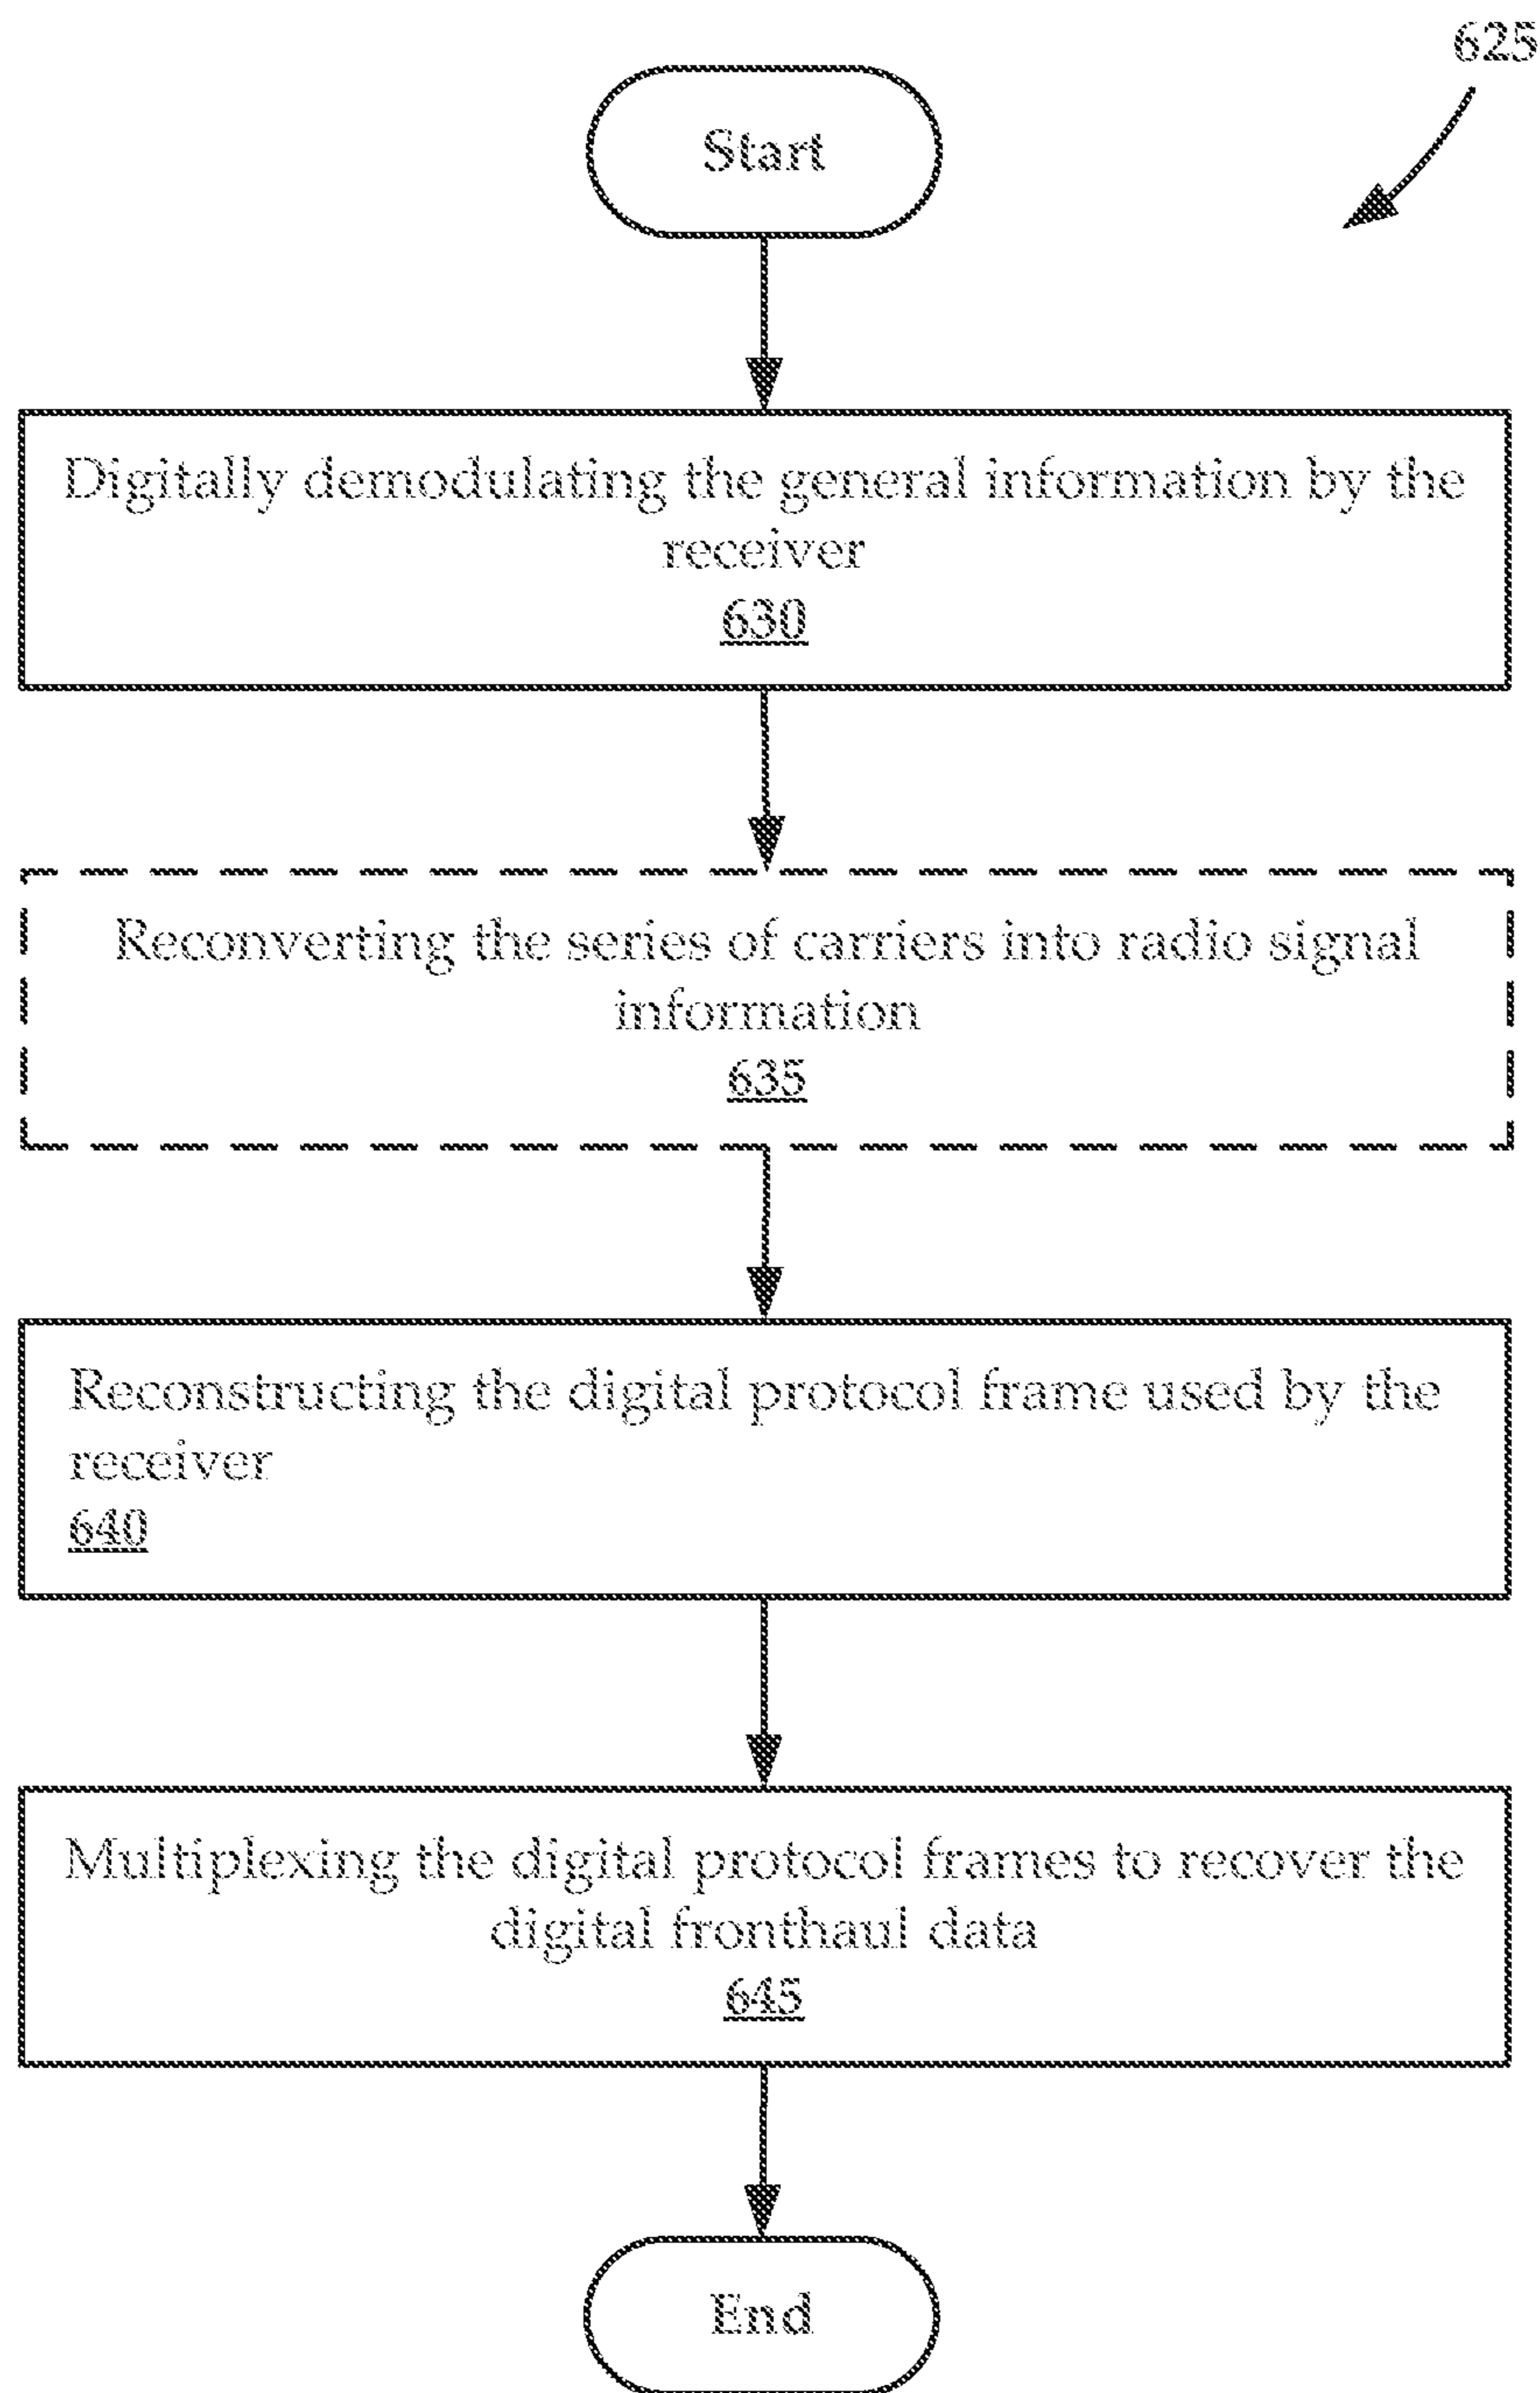 625
Start
Digitally demodulating the general information by the
receiver
630
Reconverting the series of carriers into radio signal
information
635
Reconstructing the digital protocol frame used by the
receiver
640
Multiplexing the digital protocol frames to recover the
digital fronthaul data
645
End